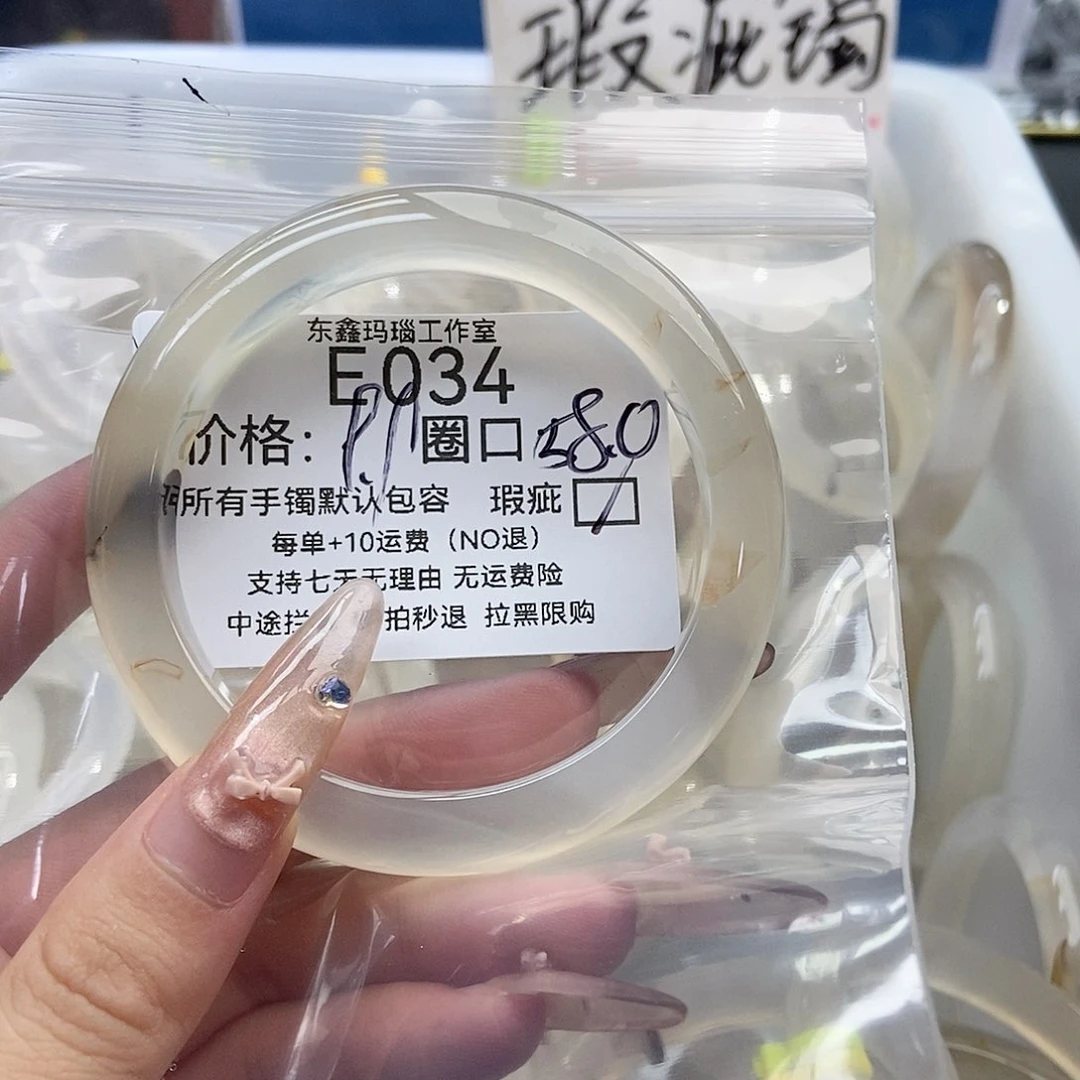 瑕疵镯
东鑫玛瑙工作室
E034
价格: 圈口 58.0
所有手镯默认包容 瑕疵
每单+10运费（NO退）
支持七天无理由 无运费险
中途拦 拍秒退 拉黑限购